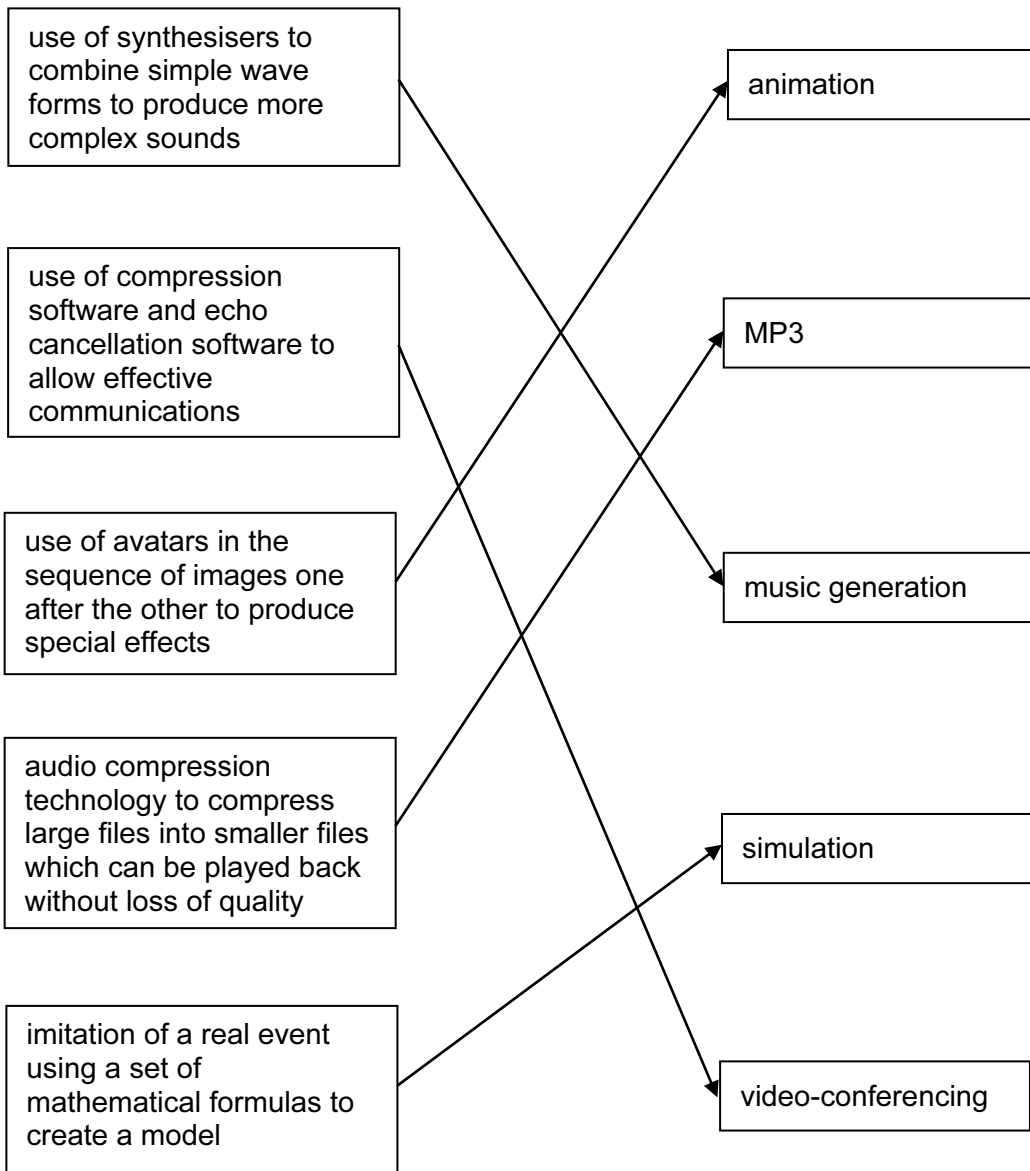 use of synthesisers to
combine simple wave
forms to produce more
complex sounds
use of compression
software and echo
cancellation software to
allow effective
communications
use of avatars in the
sequence of images one
after the other to produce
special effects
audio compression
technology to compress
large files into smaller files
which can be played back
without loss of quality
imitation of a real event
using a set of
mathematical formulas to
create a model
animation
MP3
music generation
simulation
video-conferencing